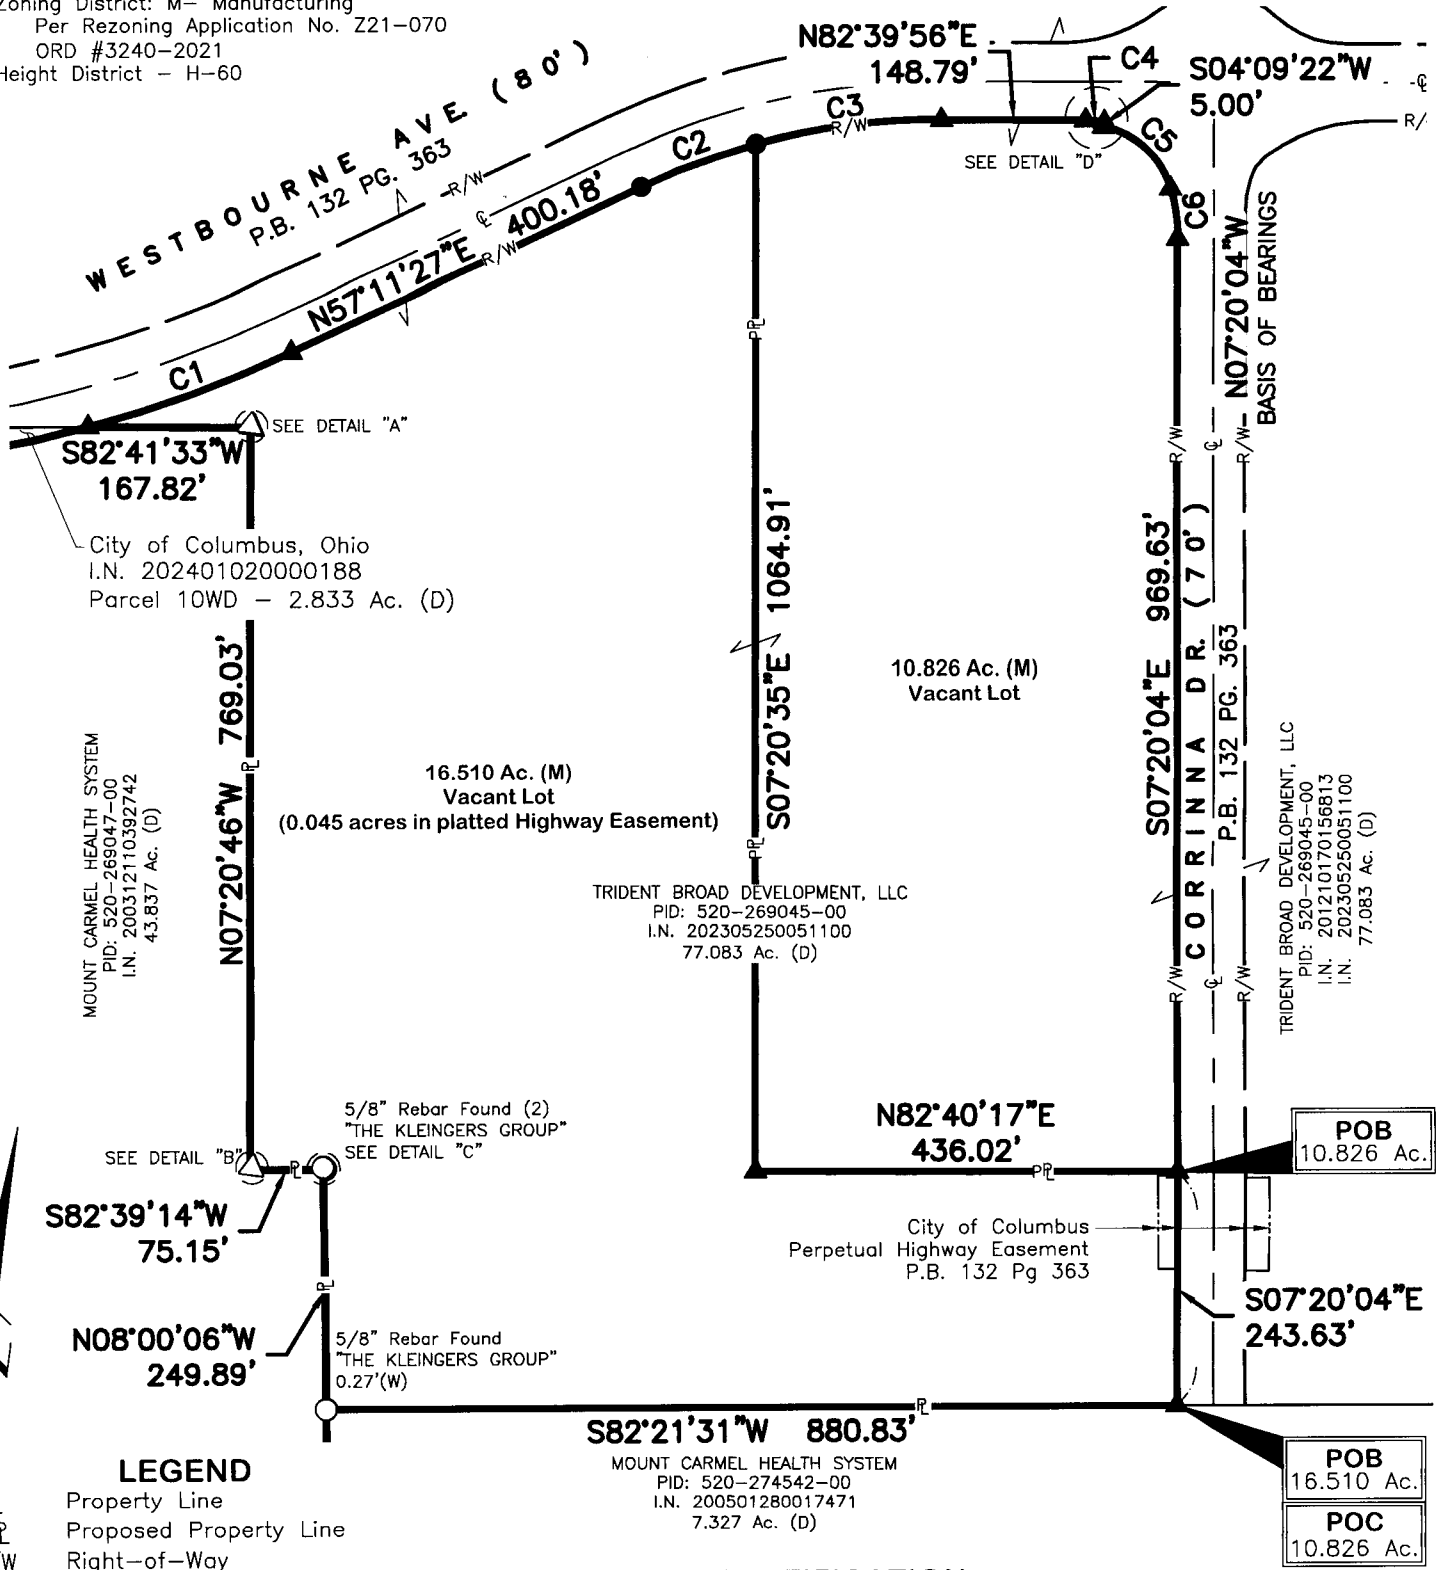 Zoning District: M- Manufacturing
Per Rezoning Application No. Z21-070
ORD #3240-2021
Height District - H-60
WESTBOURNE AVE. (80')
P.B. 132 PG. 363
N82°39'56"E
148.79'
C4
S04°09'22"W
5.00'
C3
R/W
C5
SEE DETAIL "D"
C2
R/W
R/W
400.18'
N57°11'27"E
R/W
C6
C1
N07°20'04"W
BASIS OF BEARINGS
SEE DETAIL "A"
S82°41'33"W
167.82'
City of Columbus, Ohio
I.N. 202401020000188
Parcel 10WD - 2.833 Ac. (D)
N07°20'46"W 769.03'
S07°20'35"E 1064.91'
S07°20'04"E 969.63'
R/W
R/W
CORRINNA DR. (70')
P.B. 132 PG. 363
10.826 Ac. (M)
Vacant Lot
16.510 Ac. (M)
Vacant Lot
(0.045 acres in platted Highway Easement)
MOUNT CARMEL HEALTH SYSTEM
PID: 520-269047-00
I.N. 200312110392742
43.837 Ac. (D)
TRIDENT BROAD DEVELOPMENT, LLC
PID: 520-269045-00
I.N. 202305250051100
77.083 Ac. (D)
TRIDENT BROAD DEVELOPMENT, LLC
PID: 520-269045-00
I.N. 201210170156813
I.N. 202305250051100
77.083 Ac. (D)
R/W
R/W
5/8" Rebar Found (2)
"THE KLEINGERS GROUP"
SEE DETAIL "C"
SEE DETAIL "B"
N82°40'17"E
436.02'
POB
10.826 Ac.
S82°39'14"W
75.15'
City of Columbus
Perpetual Highway Easement
P.B. 132 Pg 363
S07°20'04"E
243.63'
N08°00'06"W
249.89'
5/8" Rebar Found
"THE KLEINGERS GROUP"
0.27'(W)
S82°21'31"W 880.83'
MOUNT CARMEL HEALTH SYSTEM
PID: 520-274542-00
I.N. 200501280017471
7.327 Ac. (D)
POB
16.510 Ac.
POC
10.826 Ac.
LEGEND
Property Line
Proposed Property Line
Right-of-Way